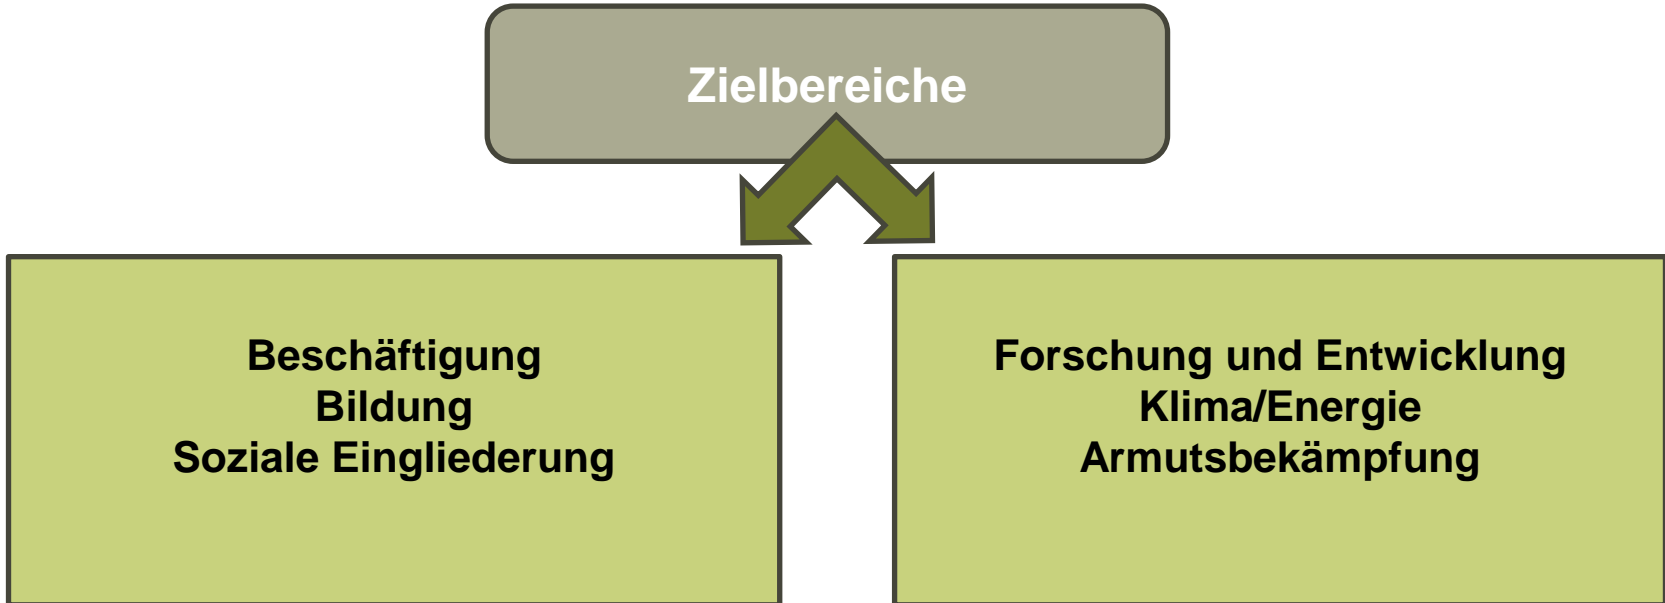 Zielbereiche
Beschäftigung
Bildung
Soziale Eingliederung
Forschung und Entwicklung
Klima/Energie
Armutsbekämpfung